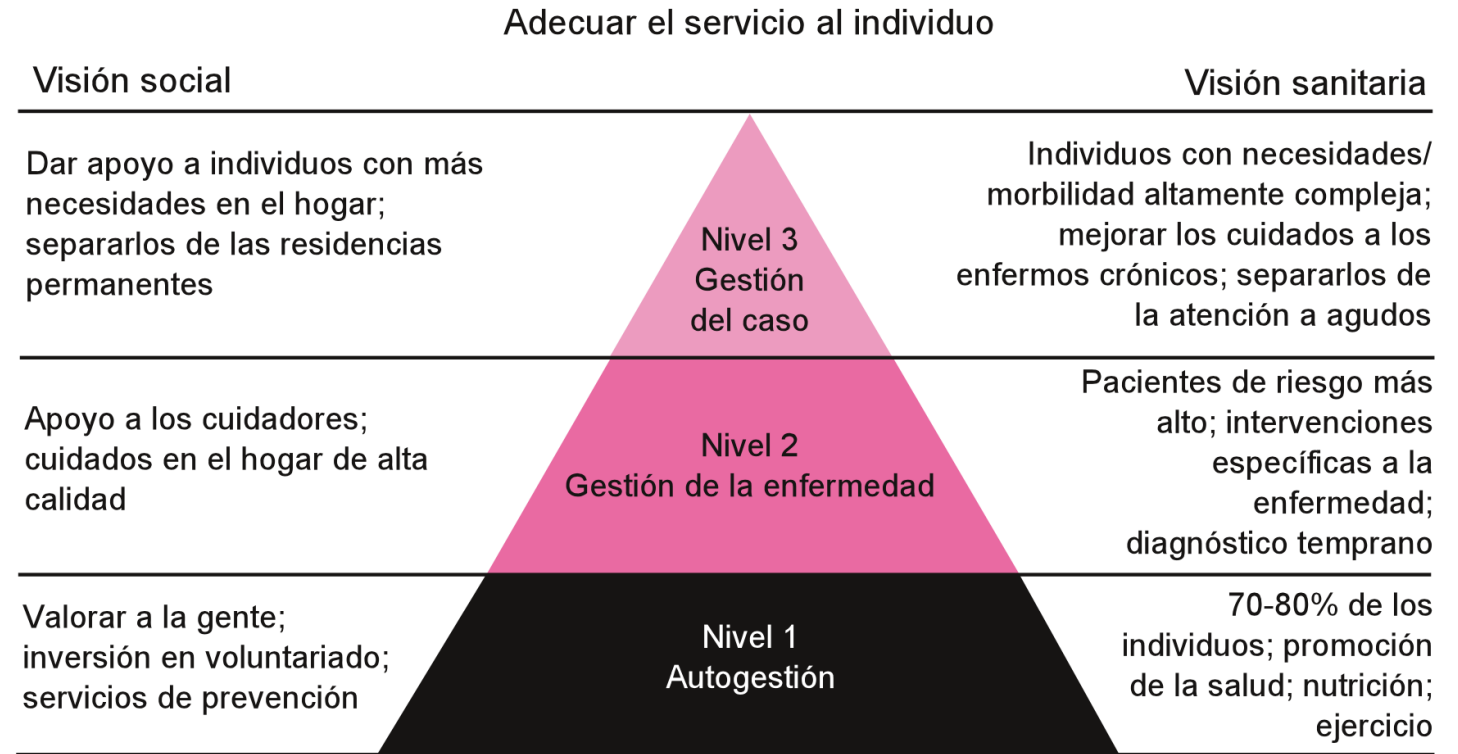 Adecuar el servicio al individuo
Visión social
Visión sanitaria
Dar apoyo a individuos con más
necesidades en el hogar;
separarlos de las residencias
permanentes
Nivel 3
Gestión
del caso
Individuos con necesidades/
morbilidad altamente compleja;
mejorar los cuidados a los
enfermos crónicos; separarlos de
la atención a agudos
Apoyo a los cuidadores;
cuidados en el hogar de alta
calidad
Nivel 2
Gestión de la enfermedad
Pacientes de riesgo más
alto; intervenciones
específicas a la
enfermedad;
diagnóstico temprano
Valorar a la gente;
inversión en voluntariado;
servicios de prevención
Nivel 1
Autogestión
70-80% de los
individuos; promoción
de la salud; nutrición;
ejercicio